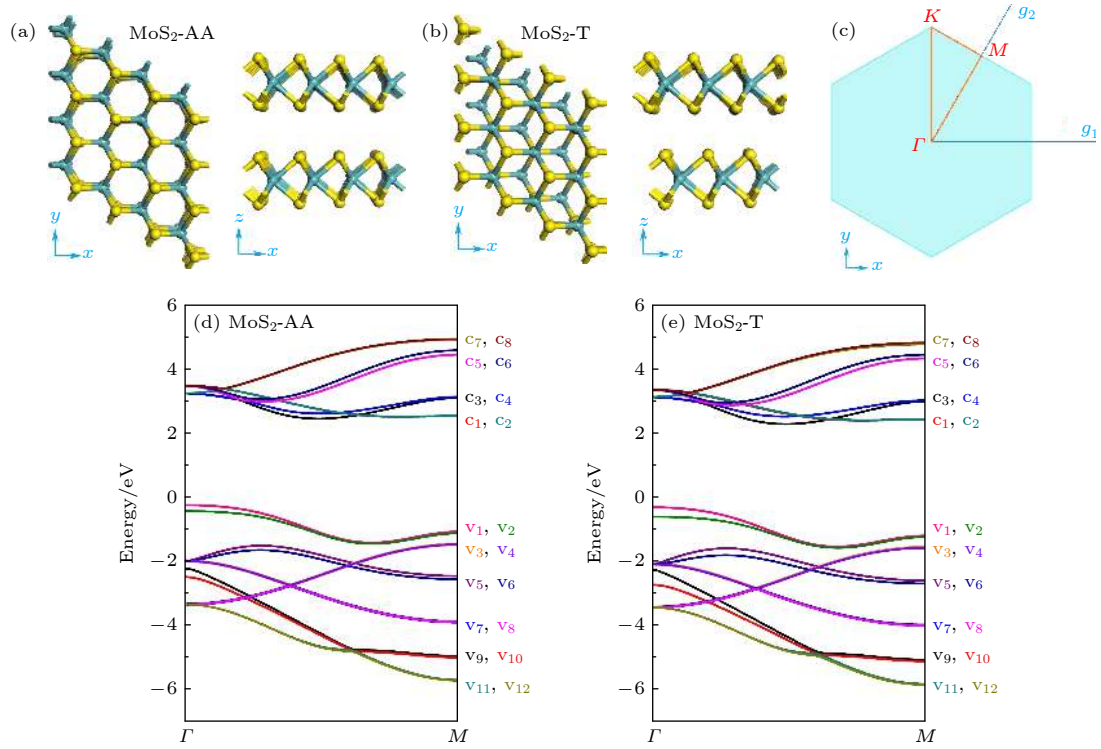 (a) MoS₂-AA
y
x
z
x
(b) MoS₂-T
y
x
z
x
(c)
K
M
Γ
g₂
g₁
y
x
(d) MoS₂-AA
Energy/eV
6
4
2
0
−2
−4
−6
Γ
M
c₇, c₈
c₅, c₆
c₃, c₄
c₁, c₂
v₁, v₂
v₃, v₄
v₅, v₆
v₇, v₈
v₉, v₁₀
v₁₁, v₁₂
(e) MoS₂-T
Energy/eV
6
4
2
0
−2
−4
−6
Γ
M
c₇, c₈
c₅, c₆
c₃, c₄
c₁, c₂
v₁, v₂
v₃, v₄
v₅, v₆
v₇, v₈
v₉, v₁₀
v₁₁, v₁₂